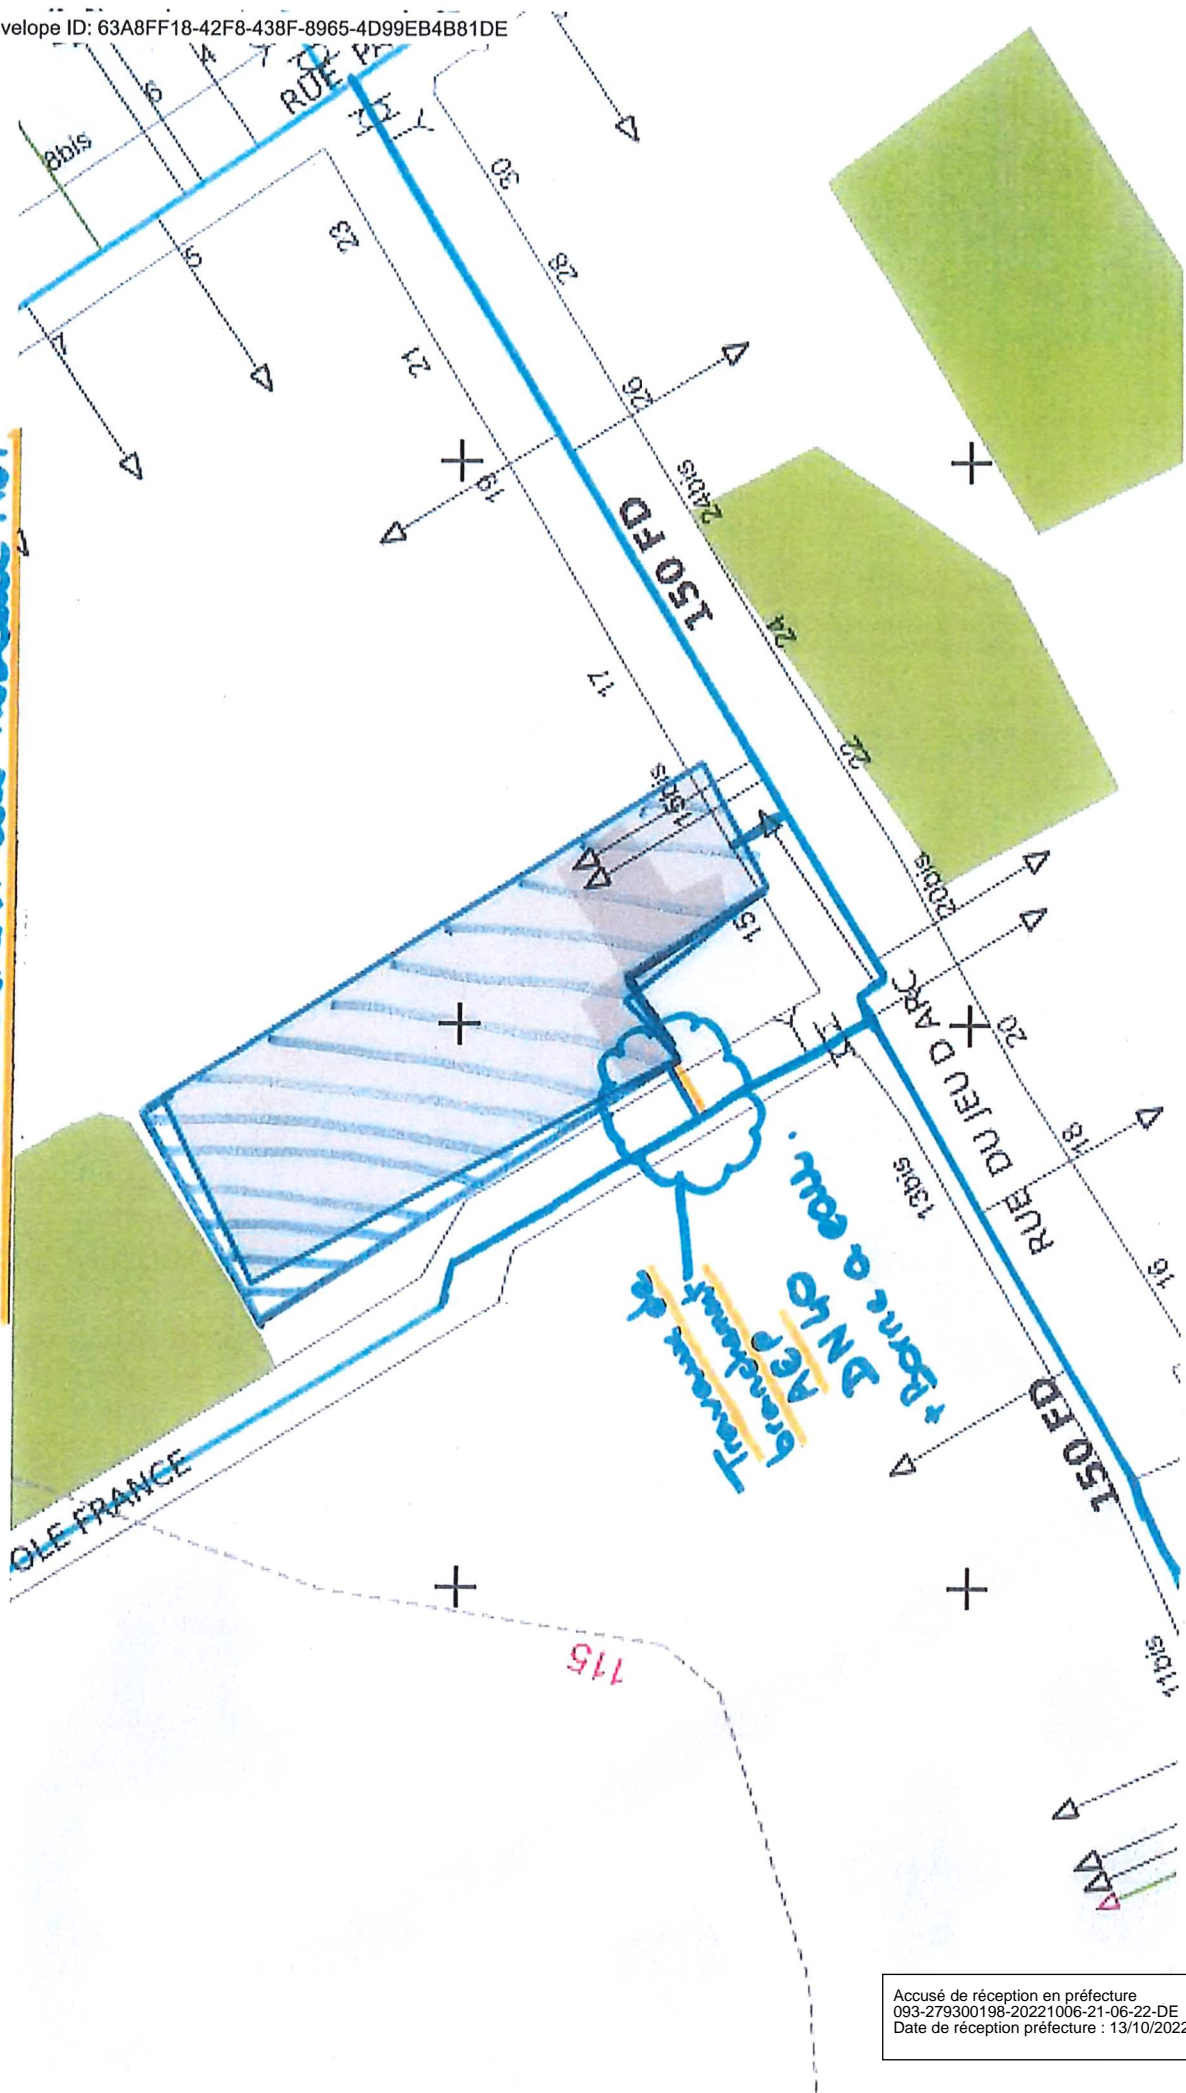 velope ID: 63A8FF18-42F8-438F-8965-4D99EB4B81DE
4
6
8bis
RUE
5
7
23
30
28
21
26
19
24bis
150 FD
24
17
22
15bis
20bis
15
RUE DU JEU D ARC
20
18
13bis
16
Travaux de
branchement
AEP
DN 40
+ Borne a eau.
150 FD
OLE FRANCE
115
11bis
Accusé de réception en préfecture
093-279300198-20221006-21-06-22-DE
Date de réception préfecture : 13/10/2022